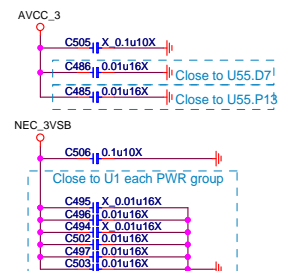 AVCC_3
C505 X_0.1u10X
C486 0.01u16X
Close to U55.D7
C485 0.01u16X
Close to U55.P13
NEC_3VSB
C506 0.1u10X
Close to U1 each PWR group
C495 X_0.01u16X
C496 0.01u16X
C494 X_0.01u16X
C502 0.01u16X
C497 0.01u16X
C503 0.01u16X